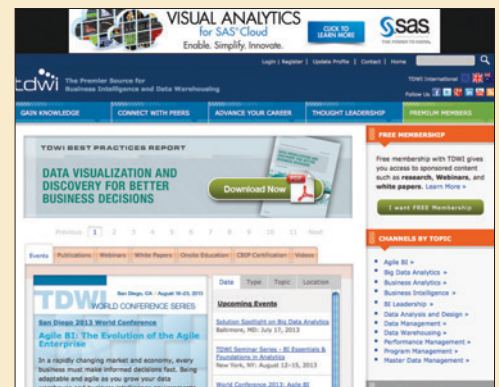 VISUAL ANALYTICS
for SAS® Cloud
Enable. Simplify. Innovate.
CLICK TO
LEARN MORE
sas
THE POWER TO KNOW.
Login | Register | Update Profile | Contact | Home
tdwi
The Premier Source for
Business Intelligence and Data Warehousing
TDWI International
Follow Us
GAIN KNOWLEDGE
CONNECT WITH PEERS
ADVANCE YOUR CAREER
THOUGHT LEADERSHIP
PREMIUM MEMBERS
TDWI BEST PRACTICES REPORT
DATA VISUALIZATION AND
DISCOVERY FOR BETTER
BUSINESS DECISIONS
Download Now
Previous 1 2 3 4 5 6 7 8 9 10 11 Next
Events Publications Webinars White Papers Onsite Education CBIP Certification Videos
TDWI
San Diego, CA August 18–23, 2013
WORLD CONFERENCE SERIES
San Diego 2013 World Conference
Agile BI: The Evolution of the Agile
Enterprise
In a rapidly changing market and economy, every
business must make informed decisions fast. Being
adaptable and agile as you grow your data
Date Type Topic Location
Upcoming Events
Solution Spotlight on Big Data Analytics
Baltimore, MD: July 17, 2013
TDWI Seminar Series - BI Essentials &
Foundations in Analytics
New York, NY: August 12–15, 2013
World Conference 2013: Agile BI
FREE MEMBERSHIP
Free membership with TDWI gives
you access to sponsored content
such as research, Webinars, and
white papers. Learn More »
I want FREE Membership
CHANNELS BY TOPIC
Agile BI »
Big Data Analytics »
Business Analytics »
Business Intelligence »
BI Leadership »
Data Analysis and Design »
Data Management »
Data Warehousing »
Performance Management »
Program Management »
Master Data Management »